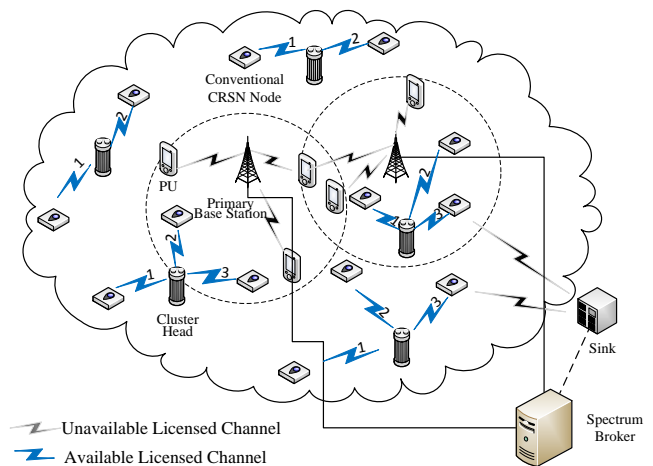 1
2
Conventional
CRSN Node
2
1
PU
Primary
Base Station
2
1
3
2
1
3
Cluster
Head
2
3
1
Sink
Spectrum
Broker
Unavailable Licensed Channel
Available Licensed Channel